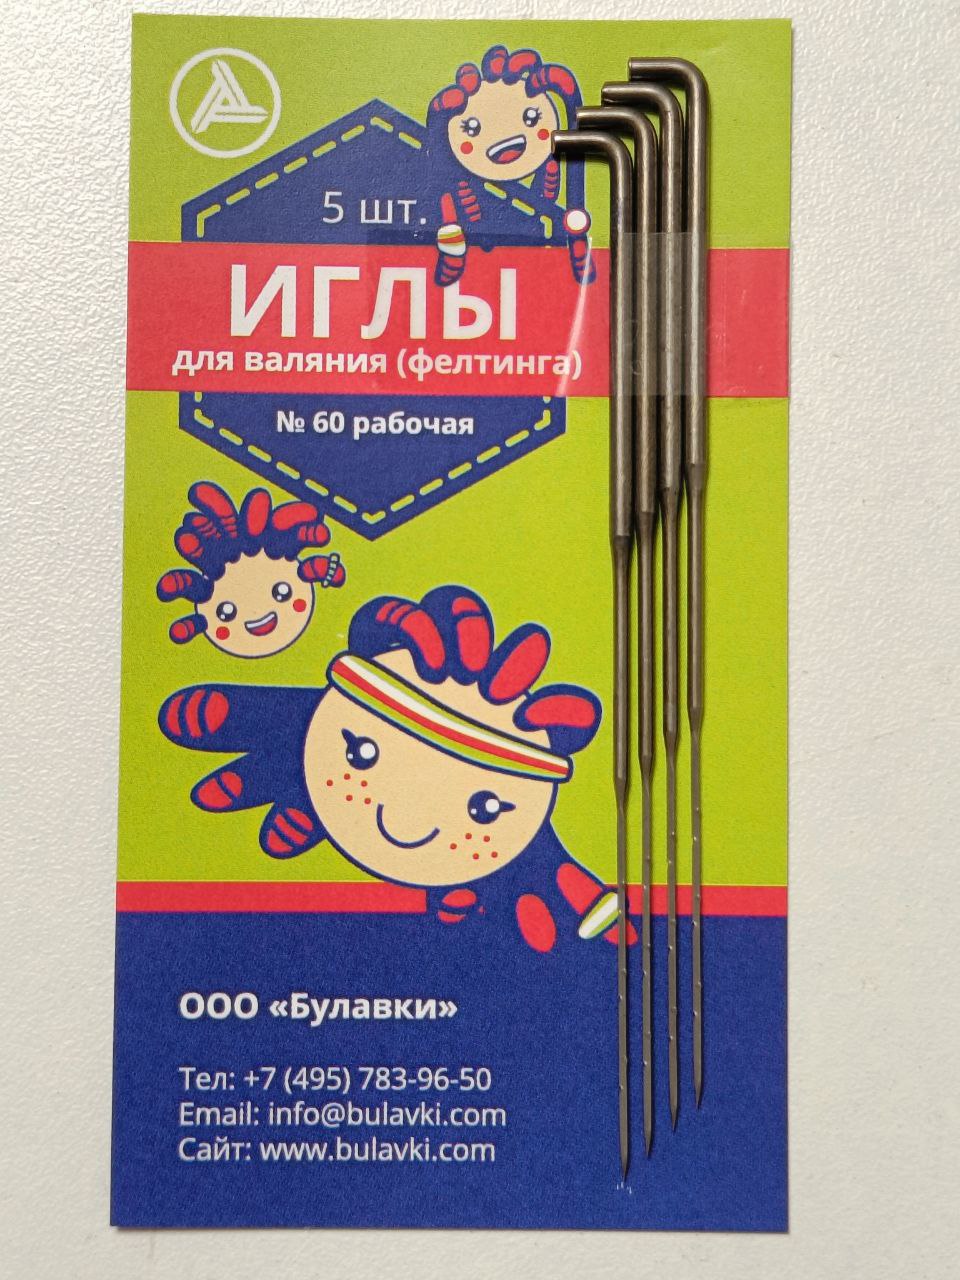 5 шт.
ИГЛЫ
для валяния (фелтинга)
№ 60 рабочая
ООО «Булавки»
Тел: +7 (495) 783-96-50
Email: info@bulavki.com
Сайт: www.bulavki.com